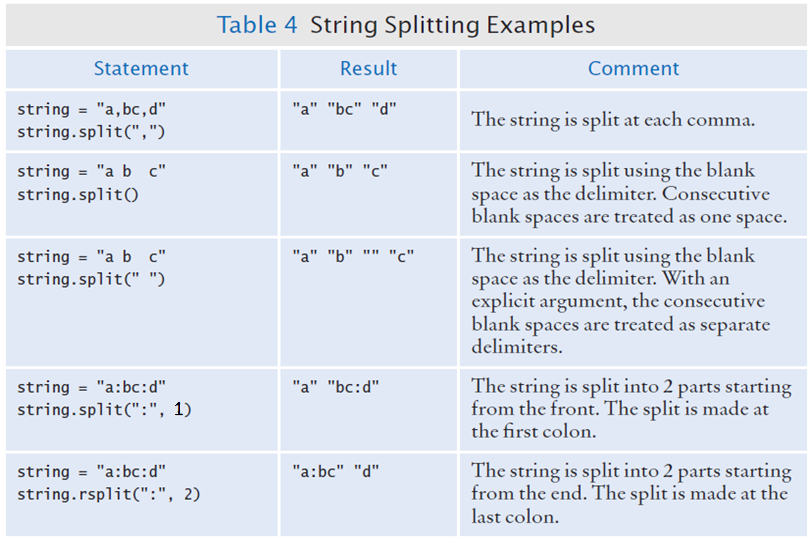 Table 4 String Splitting Examples
Statement Result Comment
string = "a,bc,d"
string.split(",")
"a" "bc" "d"
The string is split at each comma.
string = "a b  c"
string.split()
"a" "b" "c"
The string is split using the blank
space as the delimiter. Consecutive
blank spaces are treated as one space.
string = "a b  c"
string.split(" ")
"a" "b" "" "c"
The string is split using the blank
space as the delimiter. With an
explicit argument, the consecutive
blank spaces are treated as separate
delimiters.
string = "a:bc:d"
string.split(":", 1)
"a" "bc:d"
The string is split into 2 parts starting
from the front. The split is made at
the first colon.
string = "a:bc:d"
string.rsplit(":", 2)
"a:bc" "d"
The string is split into 2 parts starting
from the end. The split is made at the
last colon.